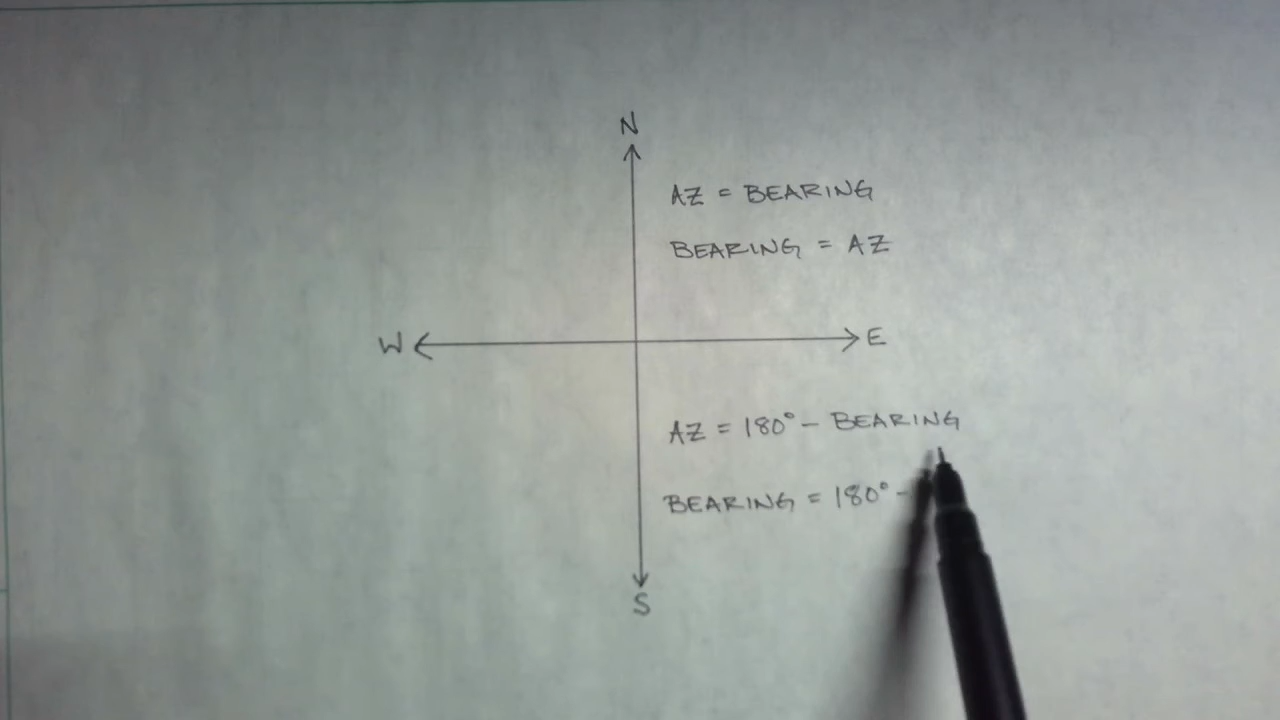 N
AZ = BEARING
BEARING = AZ
W E
AZ = 180° - BEARING
BEARING = 180° -
S